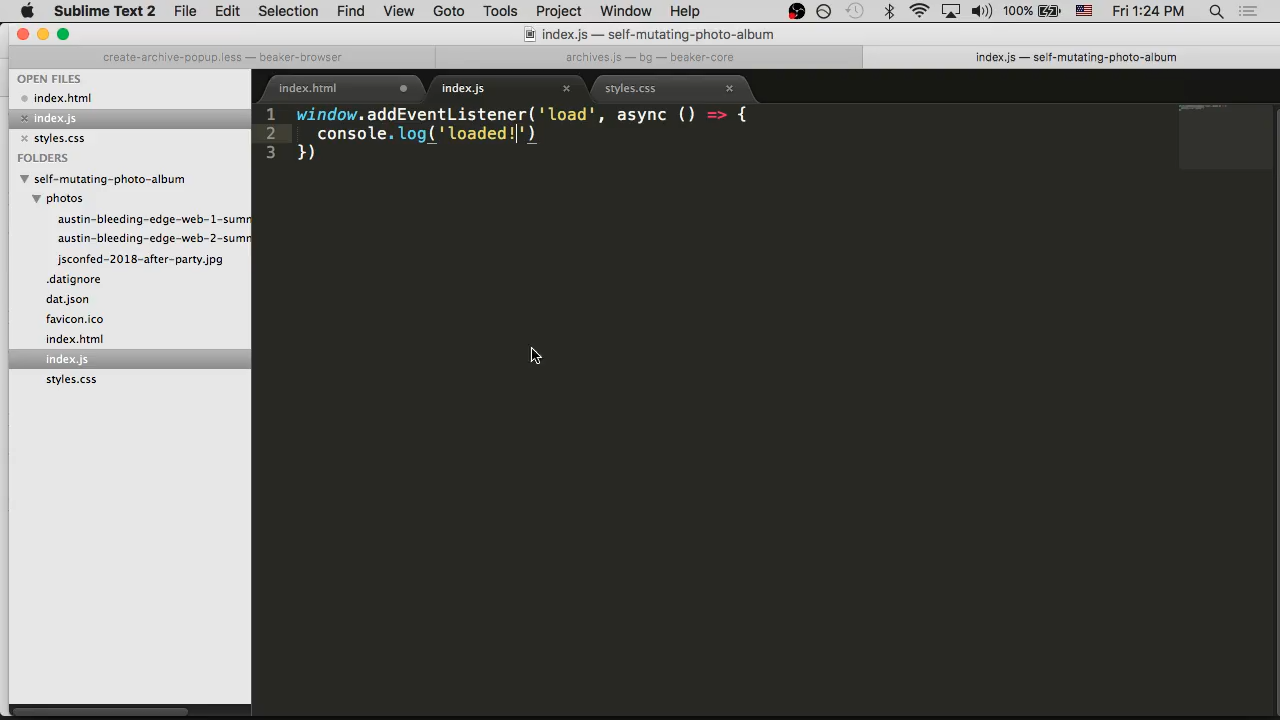 Sublime Text 2 File Edit Selection Find View Goto Tools Project Window Help 100% Fri 1:24 PM
index.js — self-mutating-photo-album
create-archive-popup.less — beaker-browser archives.js — bg — beaker-core index.js — self-mutating-photo-album
OPEN FILES
index.html
index.js
styles.css
FOLDERS
self-mutating-photo-album
photos
austin-bleeding-edge-web-1-sumn
austin-bleeding-edge-web-2-sumn
jsconfed-2018-after-party.jpg
.datignore
dat.json
favicon.ico
index.html
index.js
styles.css
index.html index.js styles.css
1 window.addEventListener('load', async () => {
2 console.log('loaded!')
3 })